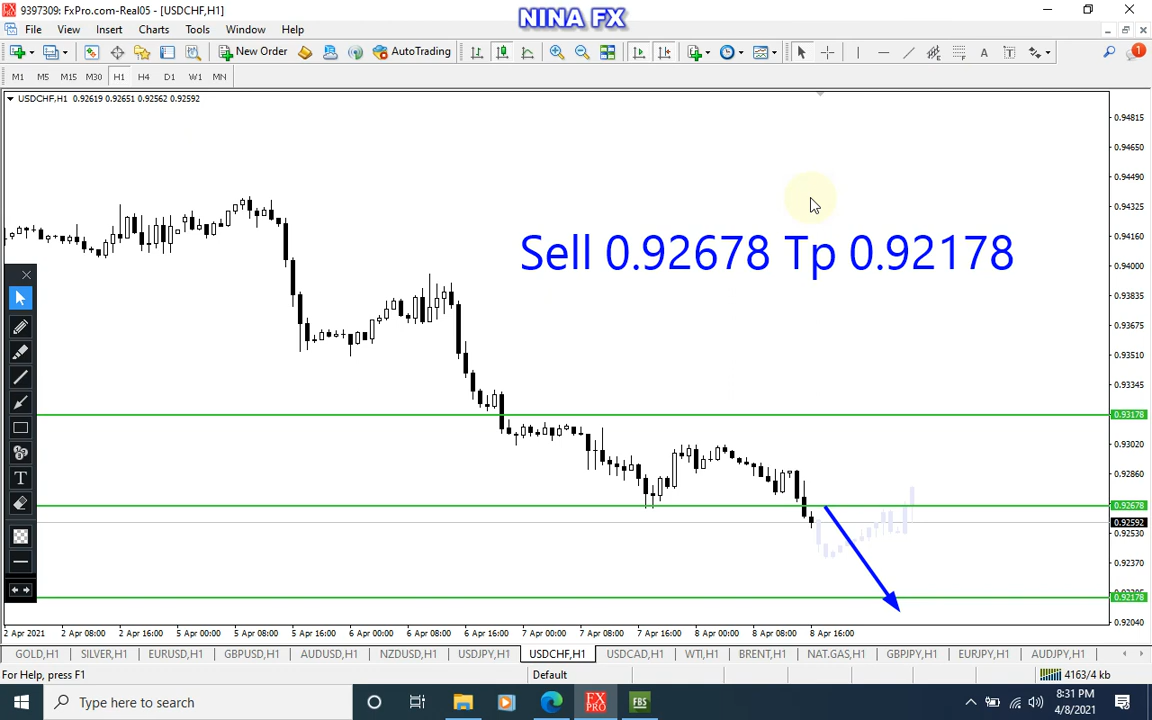 9397309: FxPro.com-Real05 - [USDCHF,H1]
NINA FX
File View Insert Charts Tools Window Help
New Order AutoTrading
1
M1 M5 M15 M30 H1 H4 D1 W1 MN
USDCHF,H1 0.92619 0.92651 0.92562 0.92592
0.94815
0.94650
0.94490
0.94325
Sell 0.92678 Tp 0.92178
0.94160
0.94000
0.93835
0.93675
0.93510
0.93345
0.93178
0.93020
0.92860
0.92678
0.92592
0.92530
0.92370
0.92178
0.92040
2 Apr 2021 2 Apr 08:00 2 Apr 16:00 5 Apr 00:00 5 Apr 08:00 5 Apr 16:00 6 Apr 00:00 6 Apr 08:00 6 Apr 16:00 7 Apr 00:00 7 Apr 08:00 7 Apr 16:00 8 Apr 00:00 8 Apr 08:00 8 Apr 16:00
GOLD,H1 SILVER,H1 EURUSD,H1 GBPUSD,H1 AUDUSD,H1 NZDUSD,H1 USDJPY,H1 USDCHF,H1 USDCAD,H1 WTI,H1 BRENT,H1 NAT.GAS,H1 GBPJPY,H1 EURJPY,H1 AUDJPY,H1
For Help, press F1 Default 4163/4 kb
Type here to search
FX PRO
FBS
8:31 PM
4/8/2021